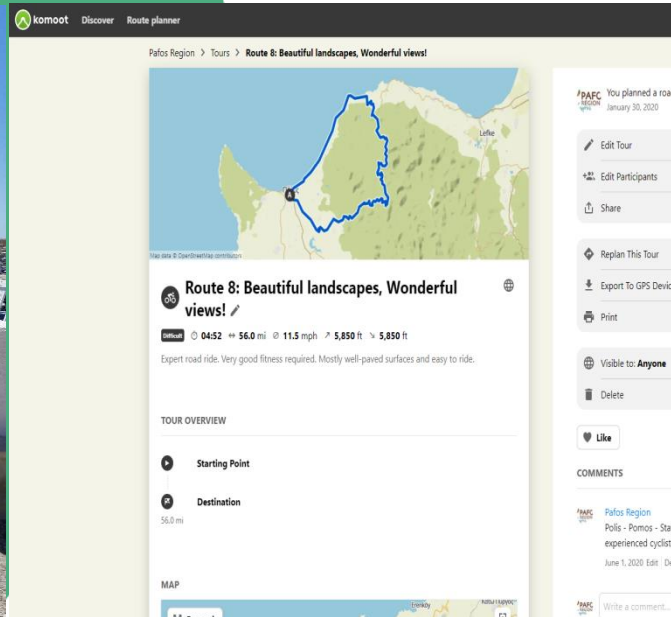 komoot Discover Route planner
Pafos Region > Tours > Route 8: Beautiful landscapes, Wonderful views!
Lefke
A
Map data © OpenStreetMap contributors
Route 8: Beautiful landscapes, Wonderful
views!
Difficult 04:52 56.0 mi 11.5 mph 5,850 ft 5,850 ft
Expert road ride. Very good fitness required. Mostly well-paved surfaces and easy to ride.
TOUR OVERVIEW
Starting Point
Destination
56.0 mi
MAP
Erenköy
PAFC
REGION
You planned a roa
January 30, 2020
Edit Tour
Edit Participants
Share
Replan This Tour
Export To GPS Devic
Print
Visible to: Anyone
Delete
Like
COMMENTS
Pafos Region
Polis - Pomos - Sta
experienced cyclist
June 1, 2020 Edit De
Write a comment...